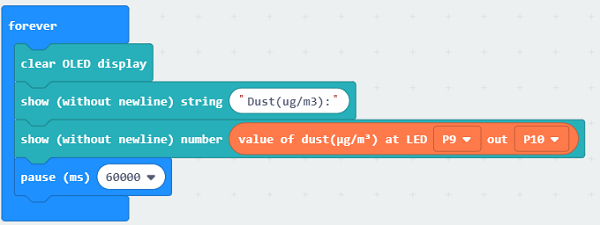 forever
clear OLED display
show (without newline) string "Dust(ug/m3):"
show (without newline) number value of dust(μg/m³) at LED P9 out P10
pause (ms) 60000